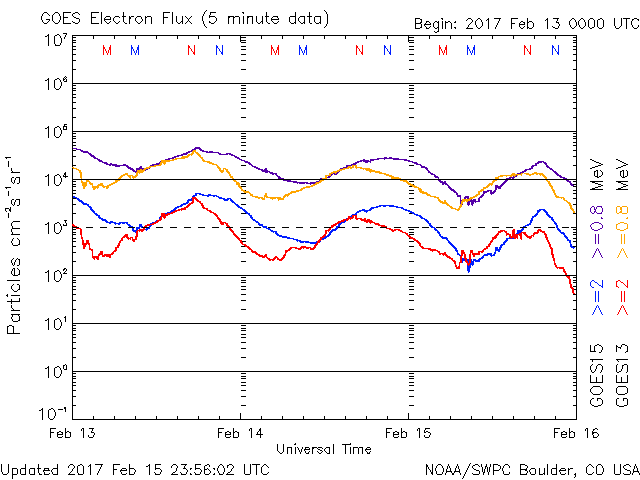 GOES Electron Flux (5 minute data)
Begin: 2017 Feb 13 0000 UTC
M M N N M M N N M M N N
10⁷
10⁶
10⁵
10⁴
10³
10²
10¹
10⁰
10⁻¹
Particles cm⁻²s⁻¹sr⁻¹
Feb 13 Feb 14 Feb 15 Feb 16
Universal Time
GOES15 >=2 >=0.8 MeV
GOES13 >=2 >=0.8 MeV
Updated 2017 Feb 15 23:56:02 UTC
NOAA/SWPC Boulder, CO USA